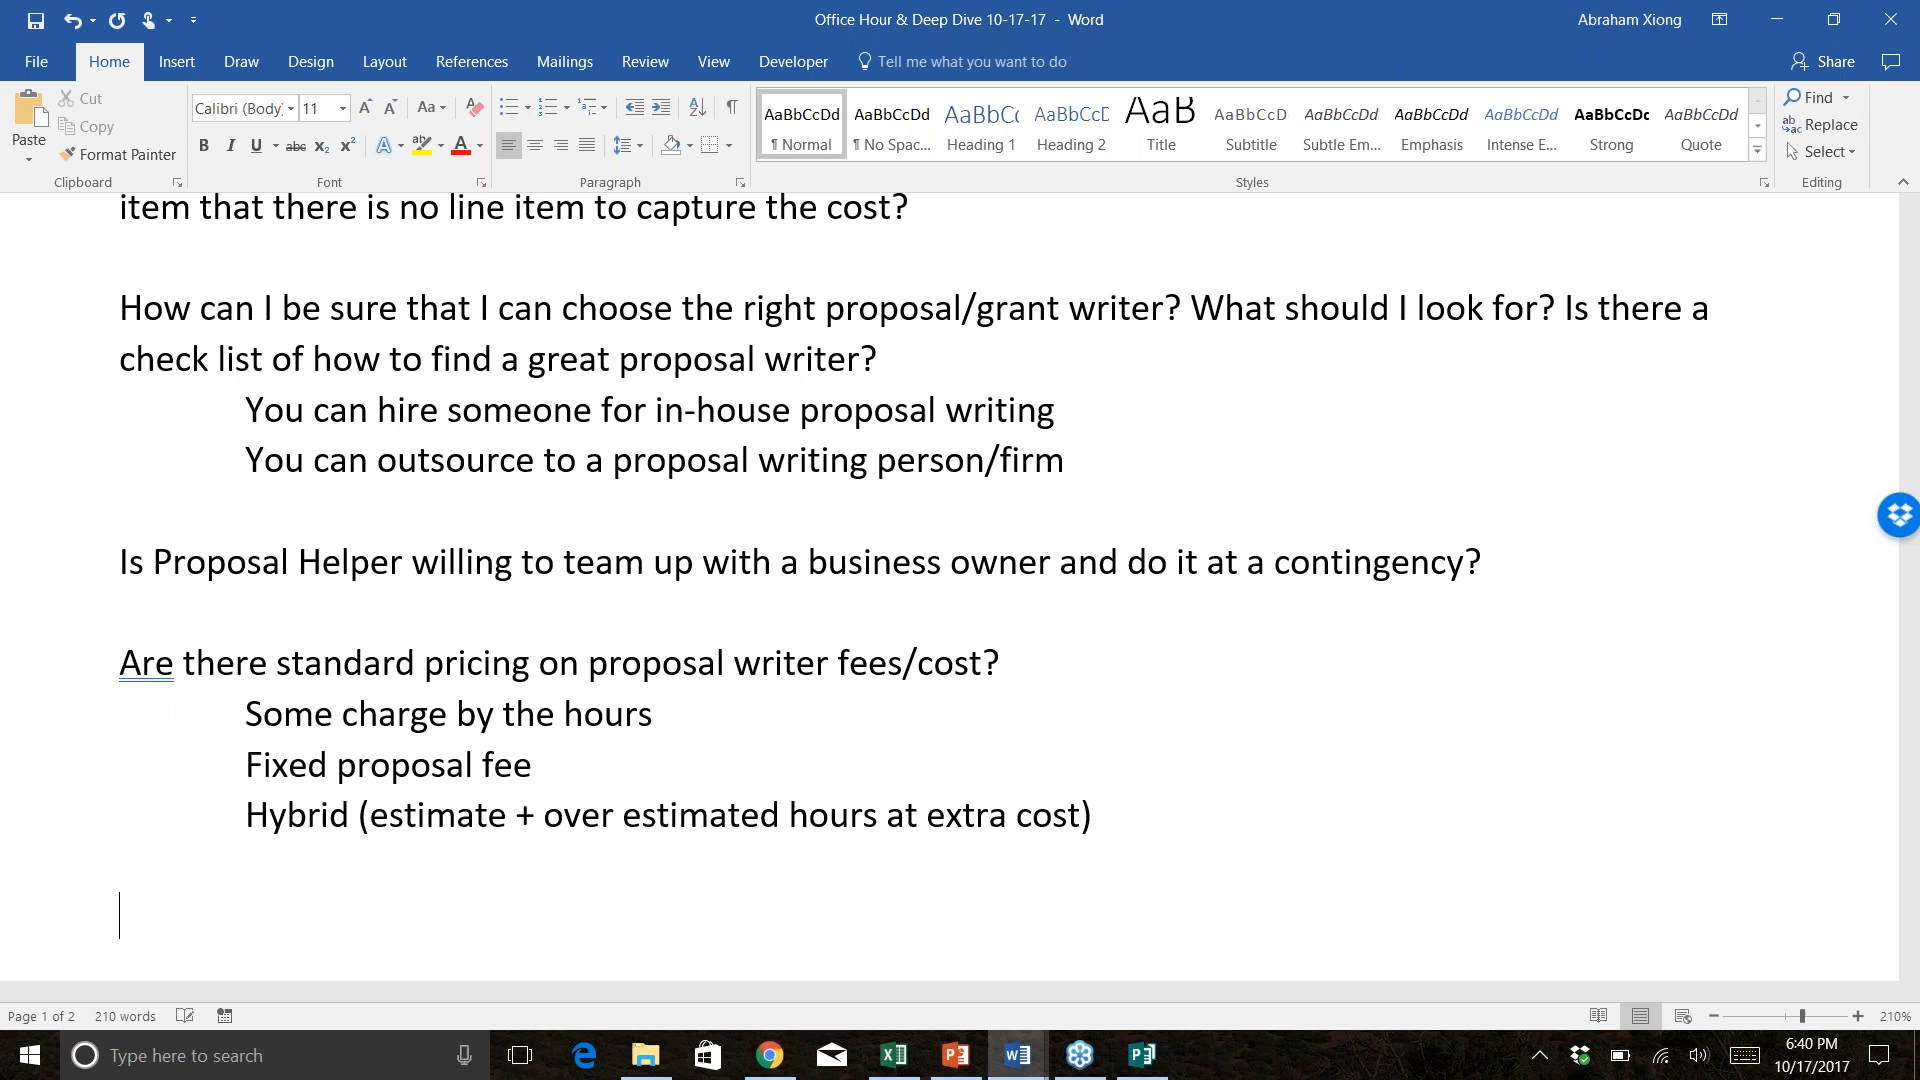 Office Hour & Deep Dive 10-17-17 - Word
Abraham Xiong
File Home Insert Draw Design Layout References Mailings Review View Developer Tell me what you want to do
Share
Paste
Cut
Copy
Format Painter
Clipboard
Calibri (Body) 11
Font
Paragraph
AaBbCcDd AaBbCcDd AaBbCc AaBbCcD AaB AaBbCcD AaBbCcDd AaBbCcDd AaBbCcDd AaBbCcDc AaBbCcDd
¶ Normal ¶ No Spac... Heading 1 Heading 2 Title Subtitle Subtle Em... Emphasis Intense E... Strong Quote
Styles
Find
Replace
Select
Editing
item that there is no line item to capture the cost?
How can I be sure that I can choose the right proposal/grant writer? What should I look for? Is there a
check list of how to find a great proposal writer?
You can hire someone for in-house proposal writing
You can outsource to a proposal writing person/firm
Is Proposal Helper willing to team up with a business owner and do it at a contingency?
Are there standard pricing on proposal writer fees/cost?
Some charge by the hours
Fixed proposal fee
Hybrid (estimate + over estimated hours at extra cost)
Page 1 of 2 210 words
210%
Type here to search
6:40 PM
10/17/2017